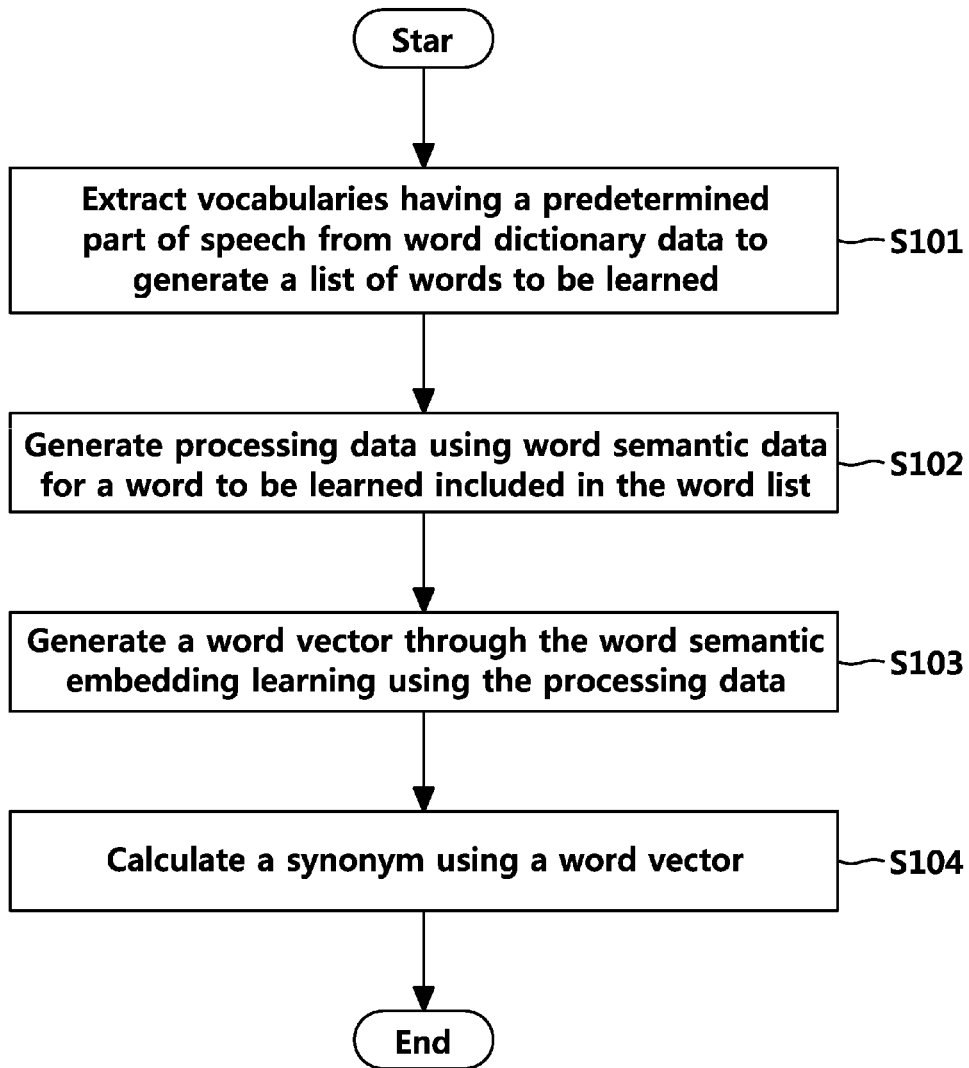 Star
Extract vocabularies having a predetermined
part of speech from word dictionary data to
generate a list of words to be learned
S101
Generate processing data using word semantic data
for a word to be learned included in the word list
S102
Generate a word vector through the word semantic
embedding learning using the processing data
S103
Calculate a synonym using a word vector
S104
End